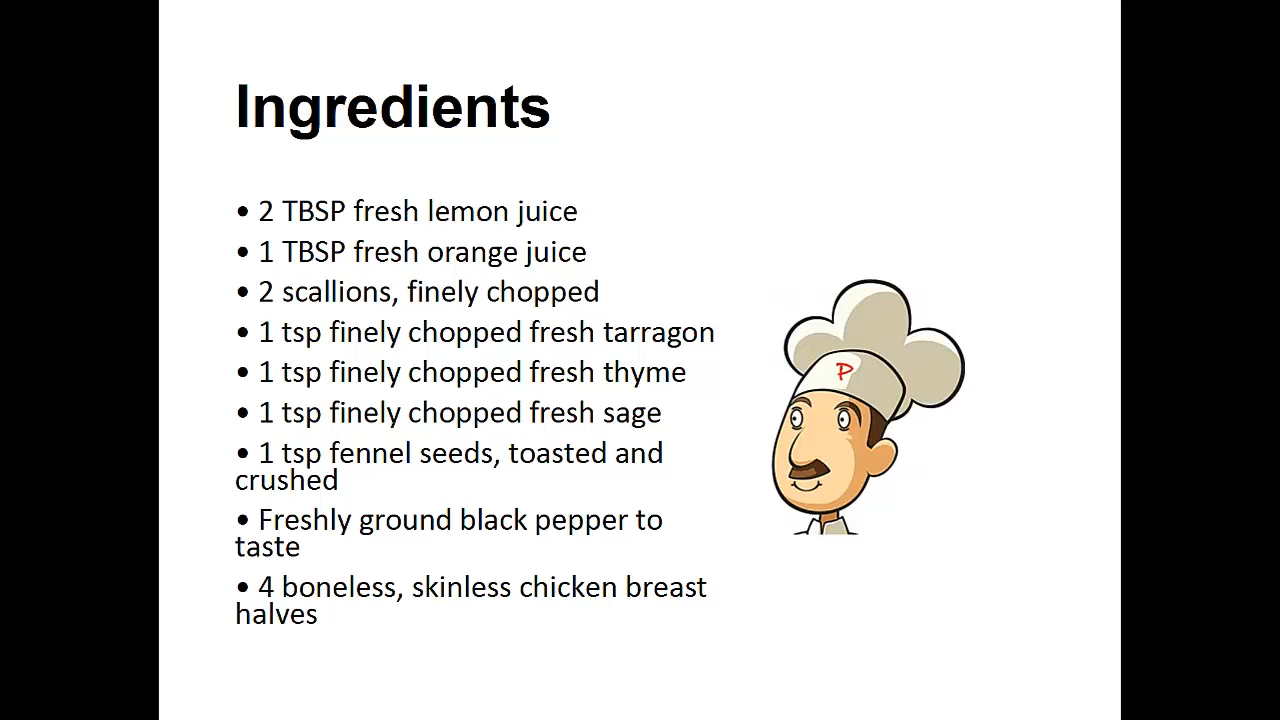 Ingredients
• 2 TBSP fresh lemon juice
• 1 TBSP fresh orange juice
• 2 scallions, finely chopped
• 1 tsp finely chopped fresh tarragon
• 1 tsp finely chopped fresh thyme
• 1 tsp finely chopped fresh sage
• 1 tsp fennel seeds, toasted and
crushed
• Freshly ground black pepper to
taste
• 4 boneless, skinless chicken breast
halves
P